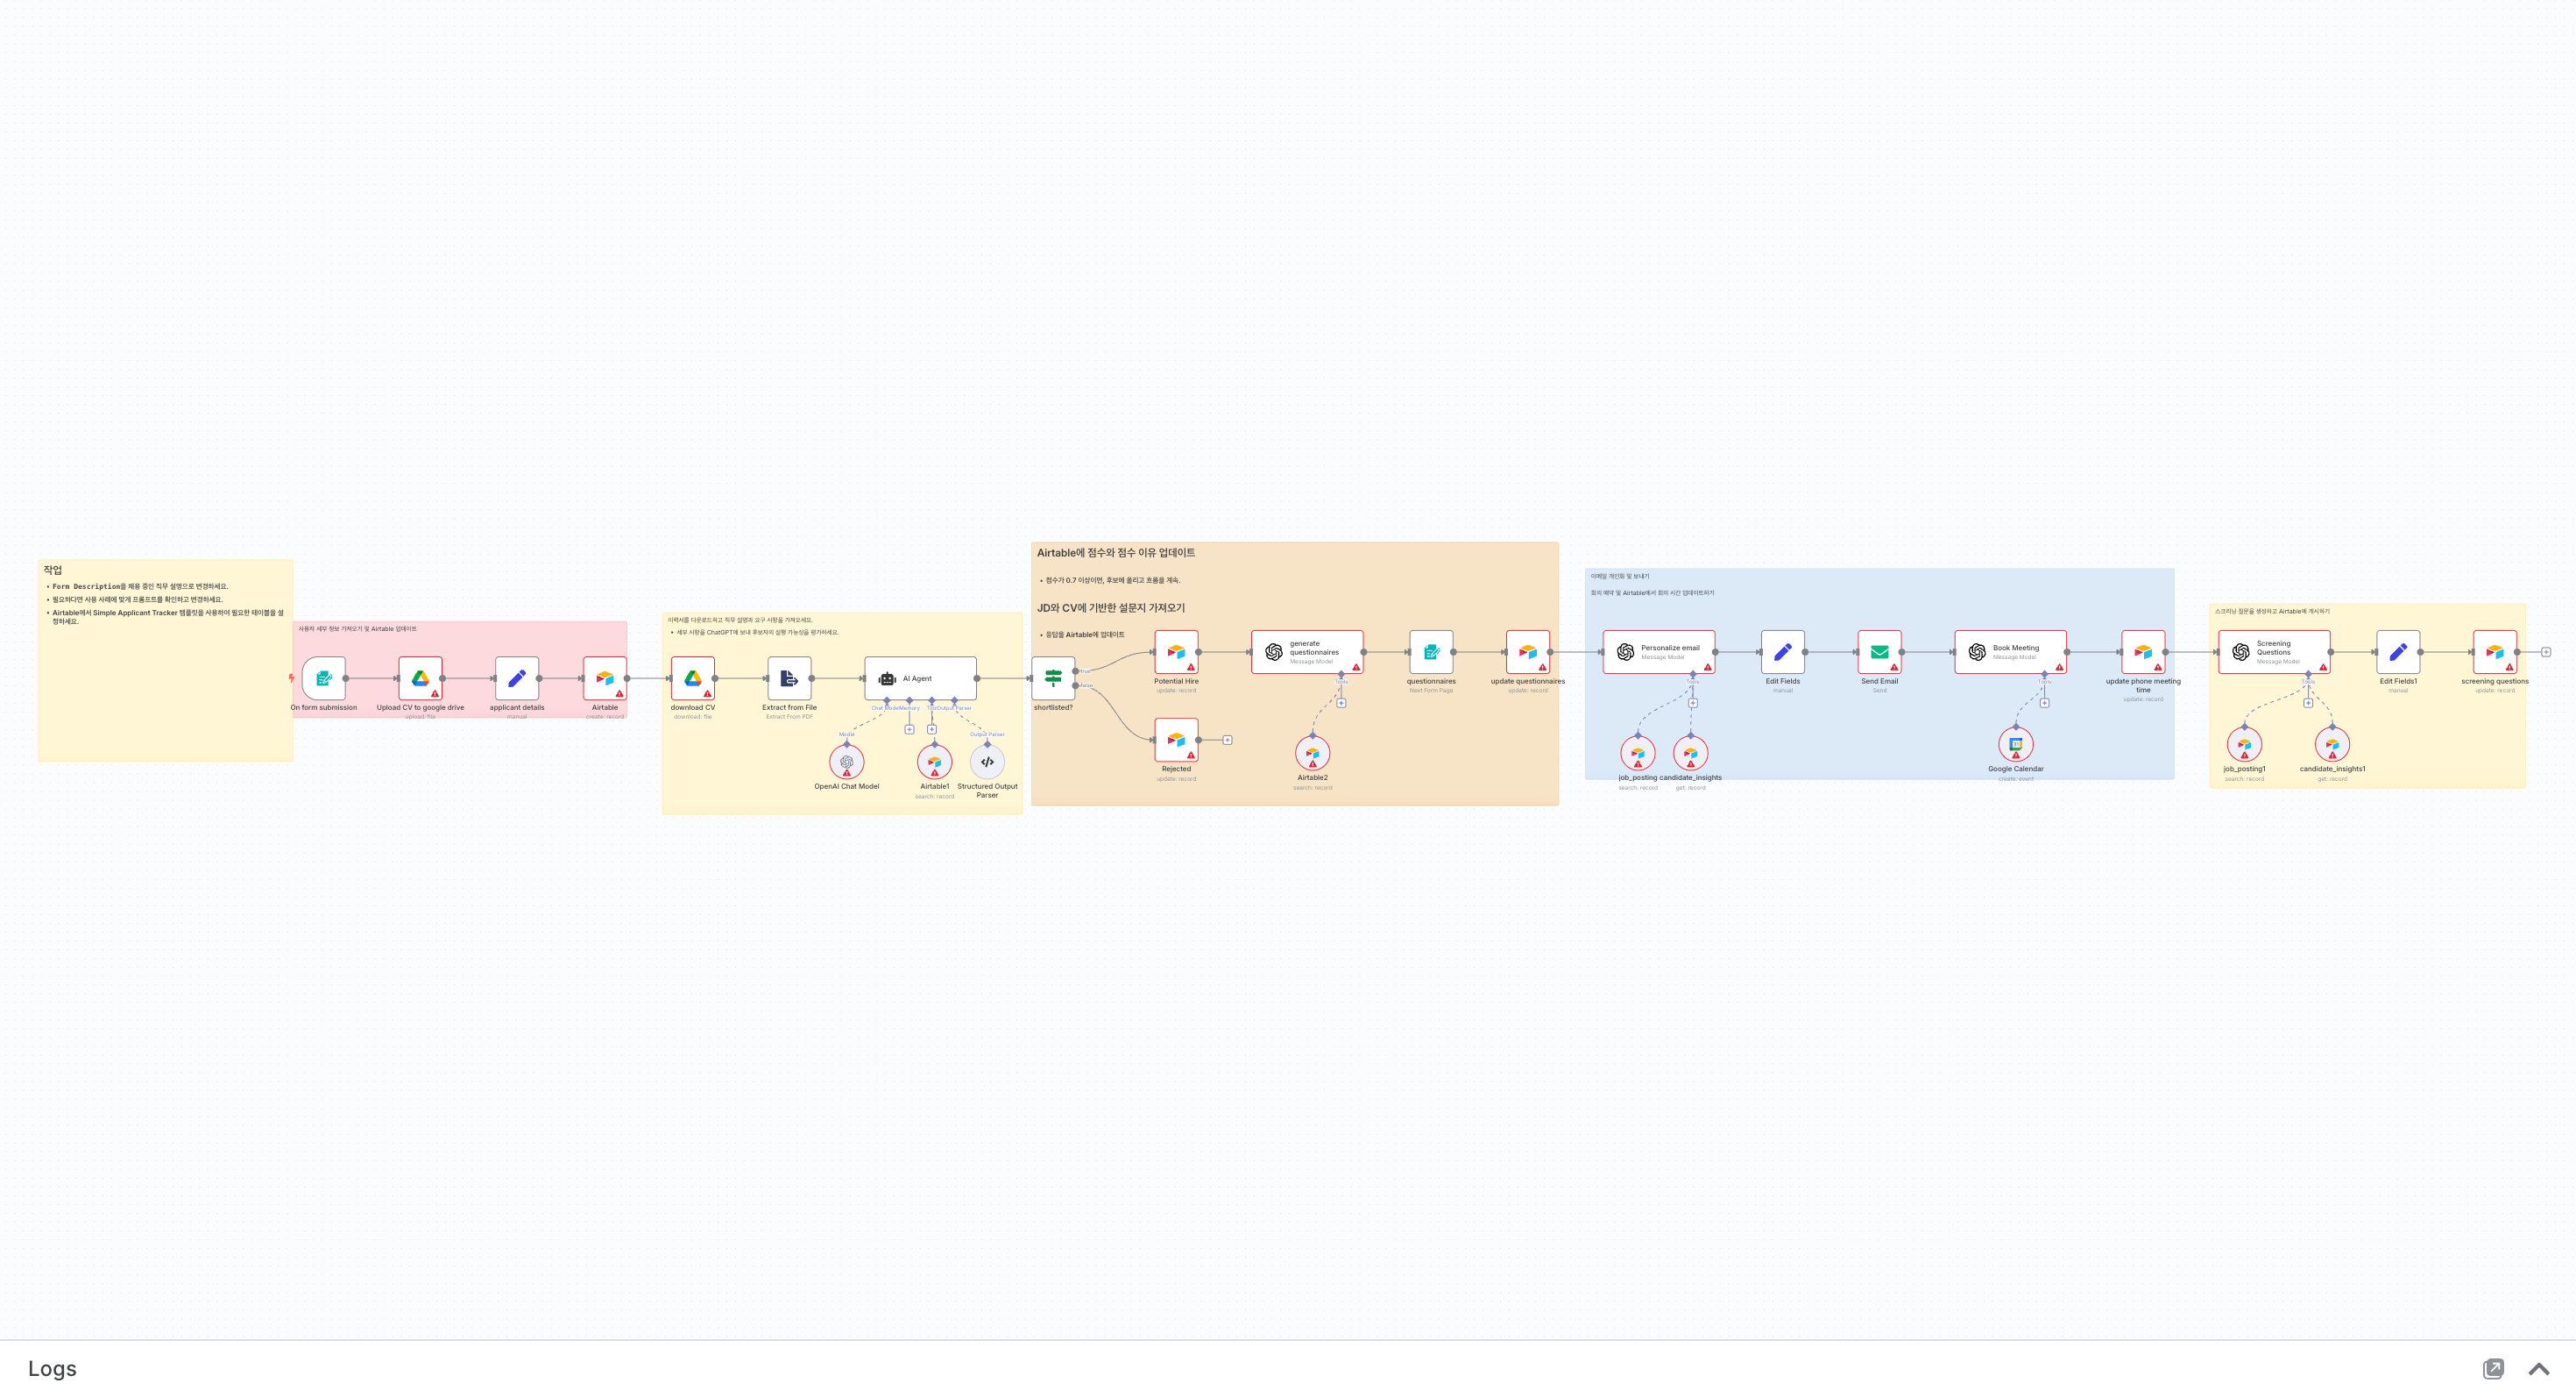 작업
• Form Description을 채용 중인 직무 설명으로 변경하세요.
• 필요하다면 사용 사례에 맞게 프롬프트를 확인하고 변경하세요.
• Airtable에서 Simple Applicant Tracker 템플릿을 사용하여 필요한 테이블을 설
정하세요.
사용자 세부 정보 가져오기 및 Airtable 업데이트
On form submission
Upload CV to google drive
upload: file
applicant details
manual
Airtable
create: record
이력서를 다운로드하고 직무 설명과 요구 사항을 가져오세요.
• 세부 사항을 ChatGPT에 보내 후보자의 실행 가능성을 평가하세요.
download CV
download: file
Extract from File
Extract From PDF
AI Agent
Chat Model
Memory
Tool
Output Parser
Model
Output Parser
OpenAI Chat Model
Airtable1
search: record
Structured Output
Parser
Airtable에 점수와 점수 이유 업데이트
• 점수가 0.7 이상이면, 후보에 올리고 흐름을 계속.
JD와 CV에 기반한 설문지 가져오기
• 응답을 Airtable에 업데이트
shortlisted?
true
false
Potential Hire
update: record
Rejected
update: record
generate
questionnaires
Message Model
Tools
Airtable2
search: record
questionnaires
Next Form Page
update questionnaires
update: record
이메일 개인화 및 보내기
회의 예약 및 Airtable에서 회의 시간 업데이트하기
Personalize email
Message Model
Tools
job_posting
search: record
candidate_insights
get: record
Edit Fields
manual
Send Email
Send
Book Meeting
Message Model
Tools
Google Calendar
create: event
update phone meeting
time
update: record
스크리닝 질문을 생성하고 Airtable에 게시하기
Screening
Questions
Message Model
Tools
job_posting1
search: record
candidate_insights1
get: record
Edit Fields1
manual
screening questions
update: record
Logs